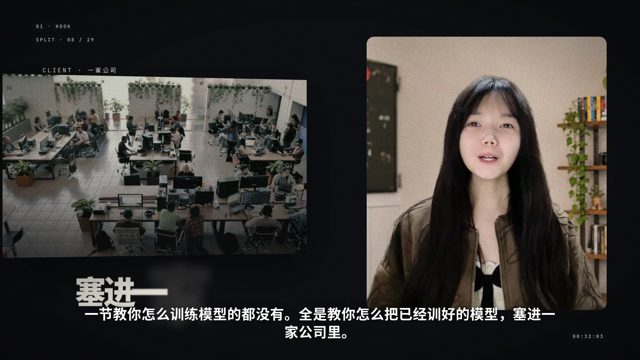 01 · HOOK
SPLIT · 08 / 29
CLIENT · 一家公司
塞进一
一节教你怎么训练模型的都没有。全是教你怎么把已经训好的模型，塞进一
家公司里。
00:32:03